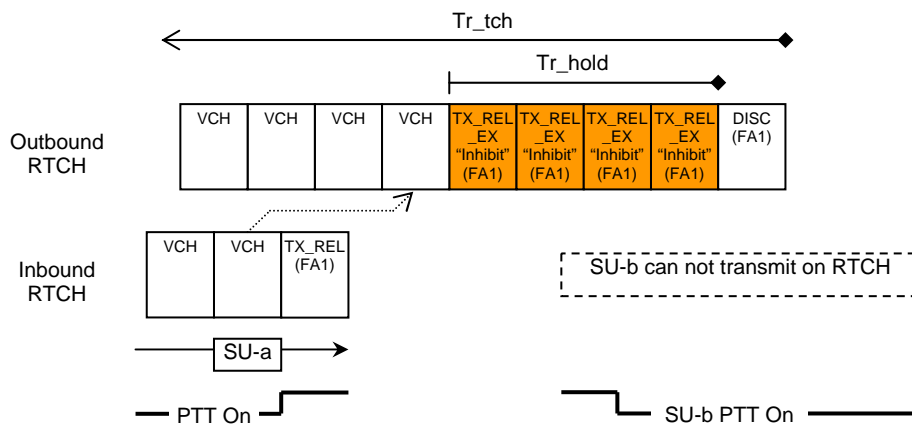 Tr_tch
Tr_hold
Outbound
RTCH
VCH
VCH
VCH
VCH
TX_REL
_EX
“Inhibit”
(FA1)
TX_REL
_EX
“Inhibit”
(FA1)
TX_REL
_EX
“Inhibit”
(FA1)
TX_REL
_EX
“Inhibit”
(FA1)
DISC
(FA1)
Inbound
RTCH
VCH
VCH
TX_REL
(FA1)
SU-b can not transmit on RTCH
SU-a
PTT On
SU-b PTT On